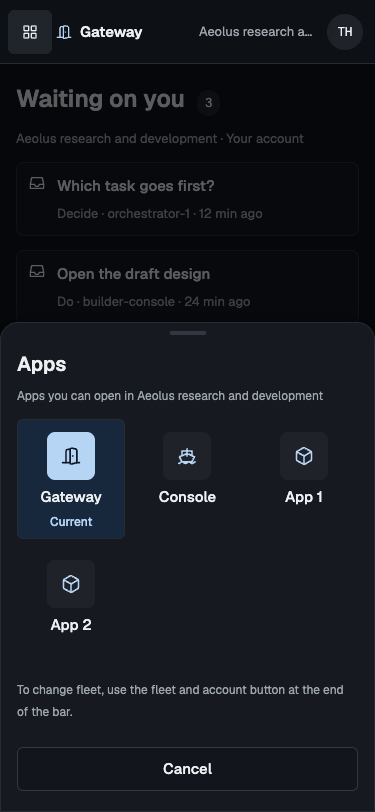 Gateway
Aeolus research a...
TH
Waiting on you 3
Aeolus research and development · Your account
Which task goes first?
Decide · orchestrator-1 · 12 min ago
Open the draft design
Do · builder-console · 24 min ago
Apps
Apps you can open in Aeolus research and development
Gateway
Current
Console
App 1
App 2
To change fleet, use the fleet and account button at the end
of the bar.
Cancel